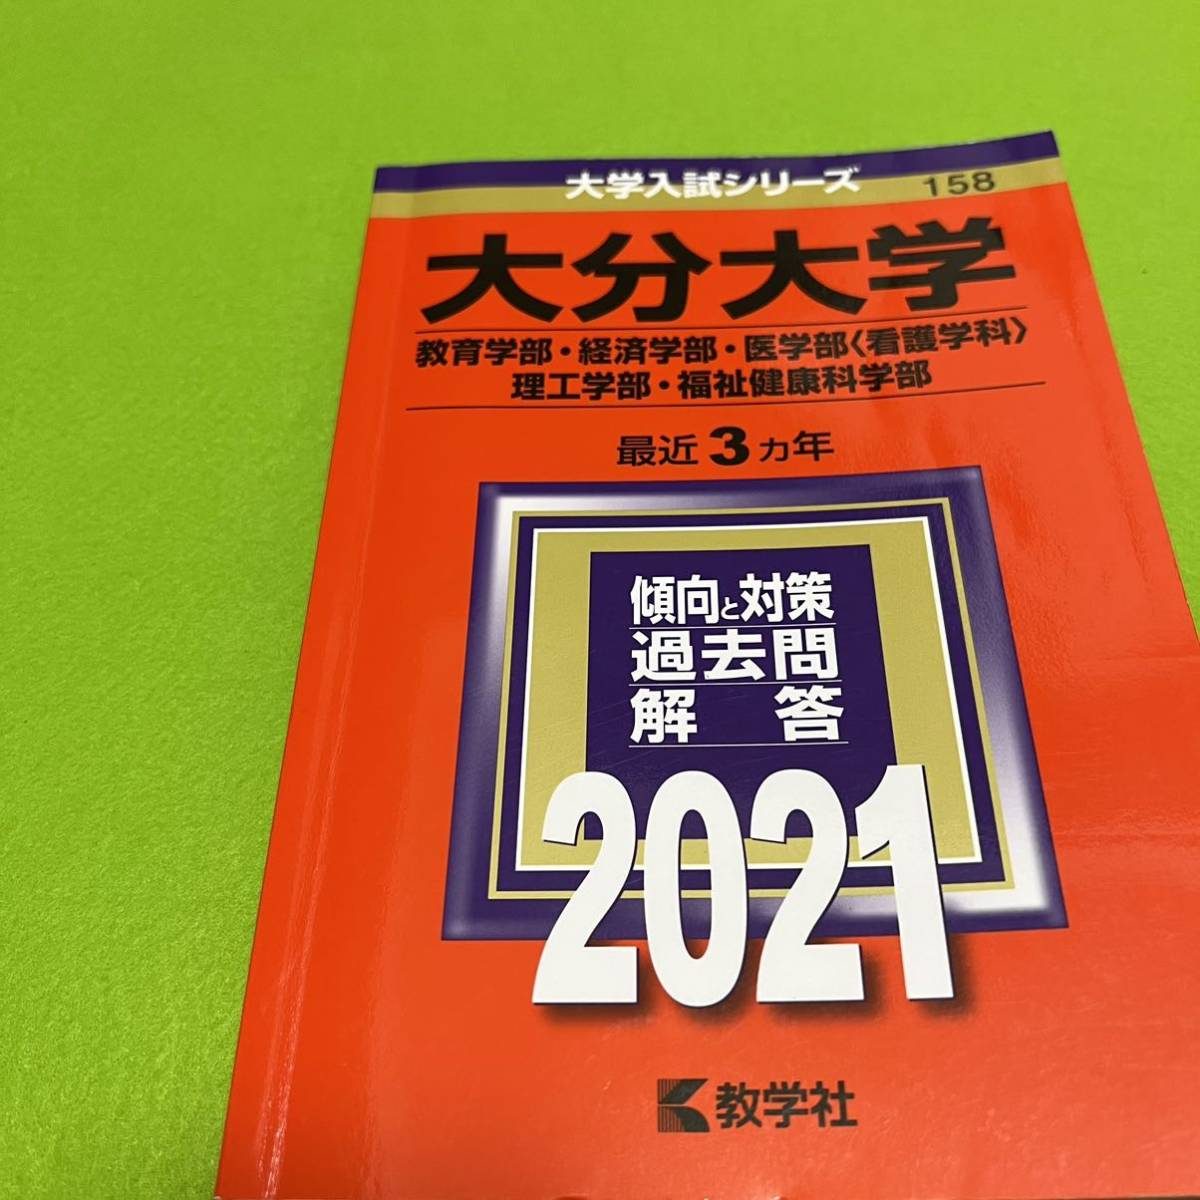 大学入試シリーズ 158
大分大学
教育学部・経済学部・医学部〈看護学科〉
理工学部・福祉健康科学部
最近3カ年
傾向と対策
過去問
解答
2021
教学社